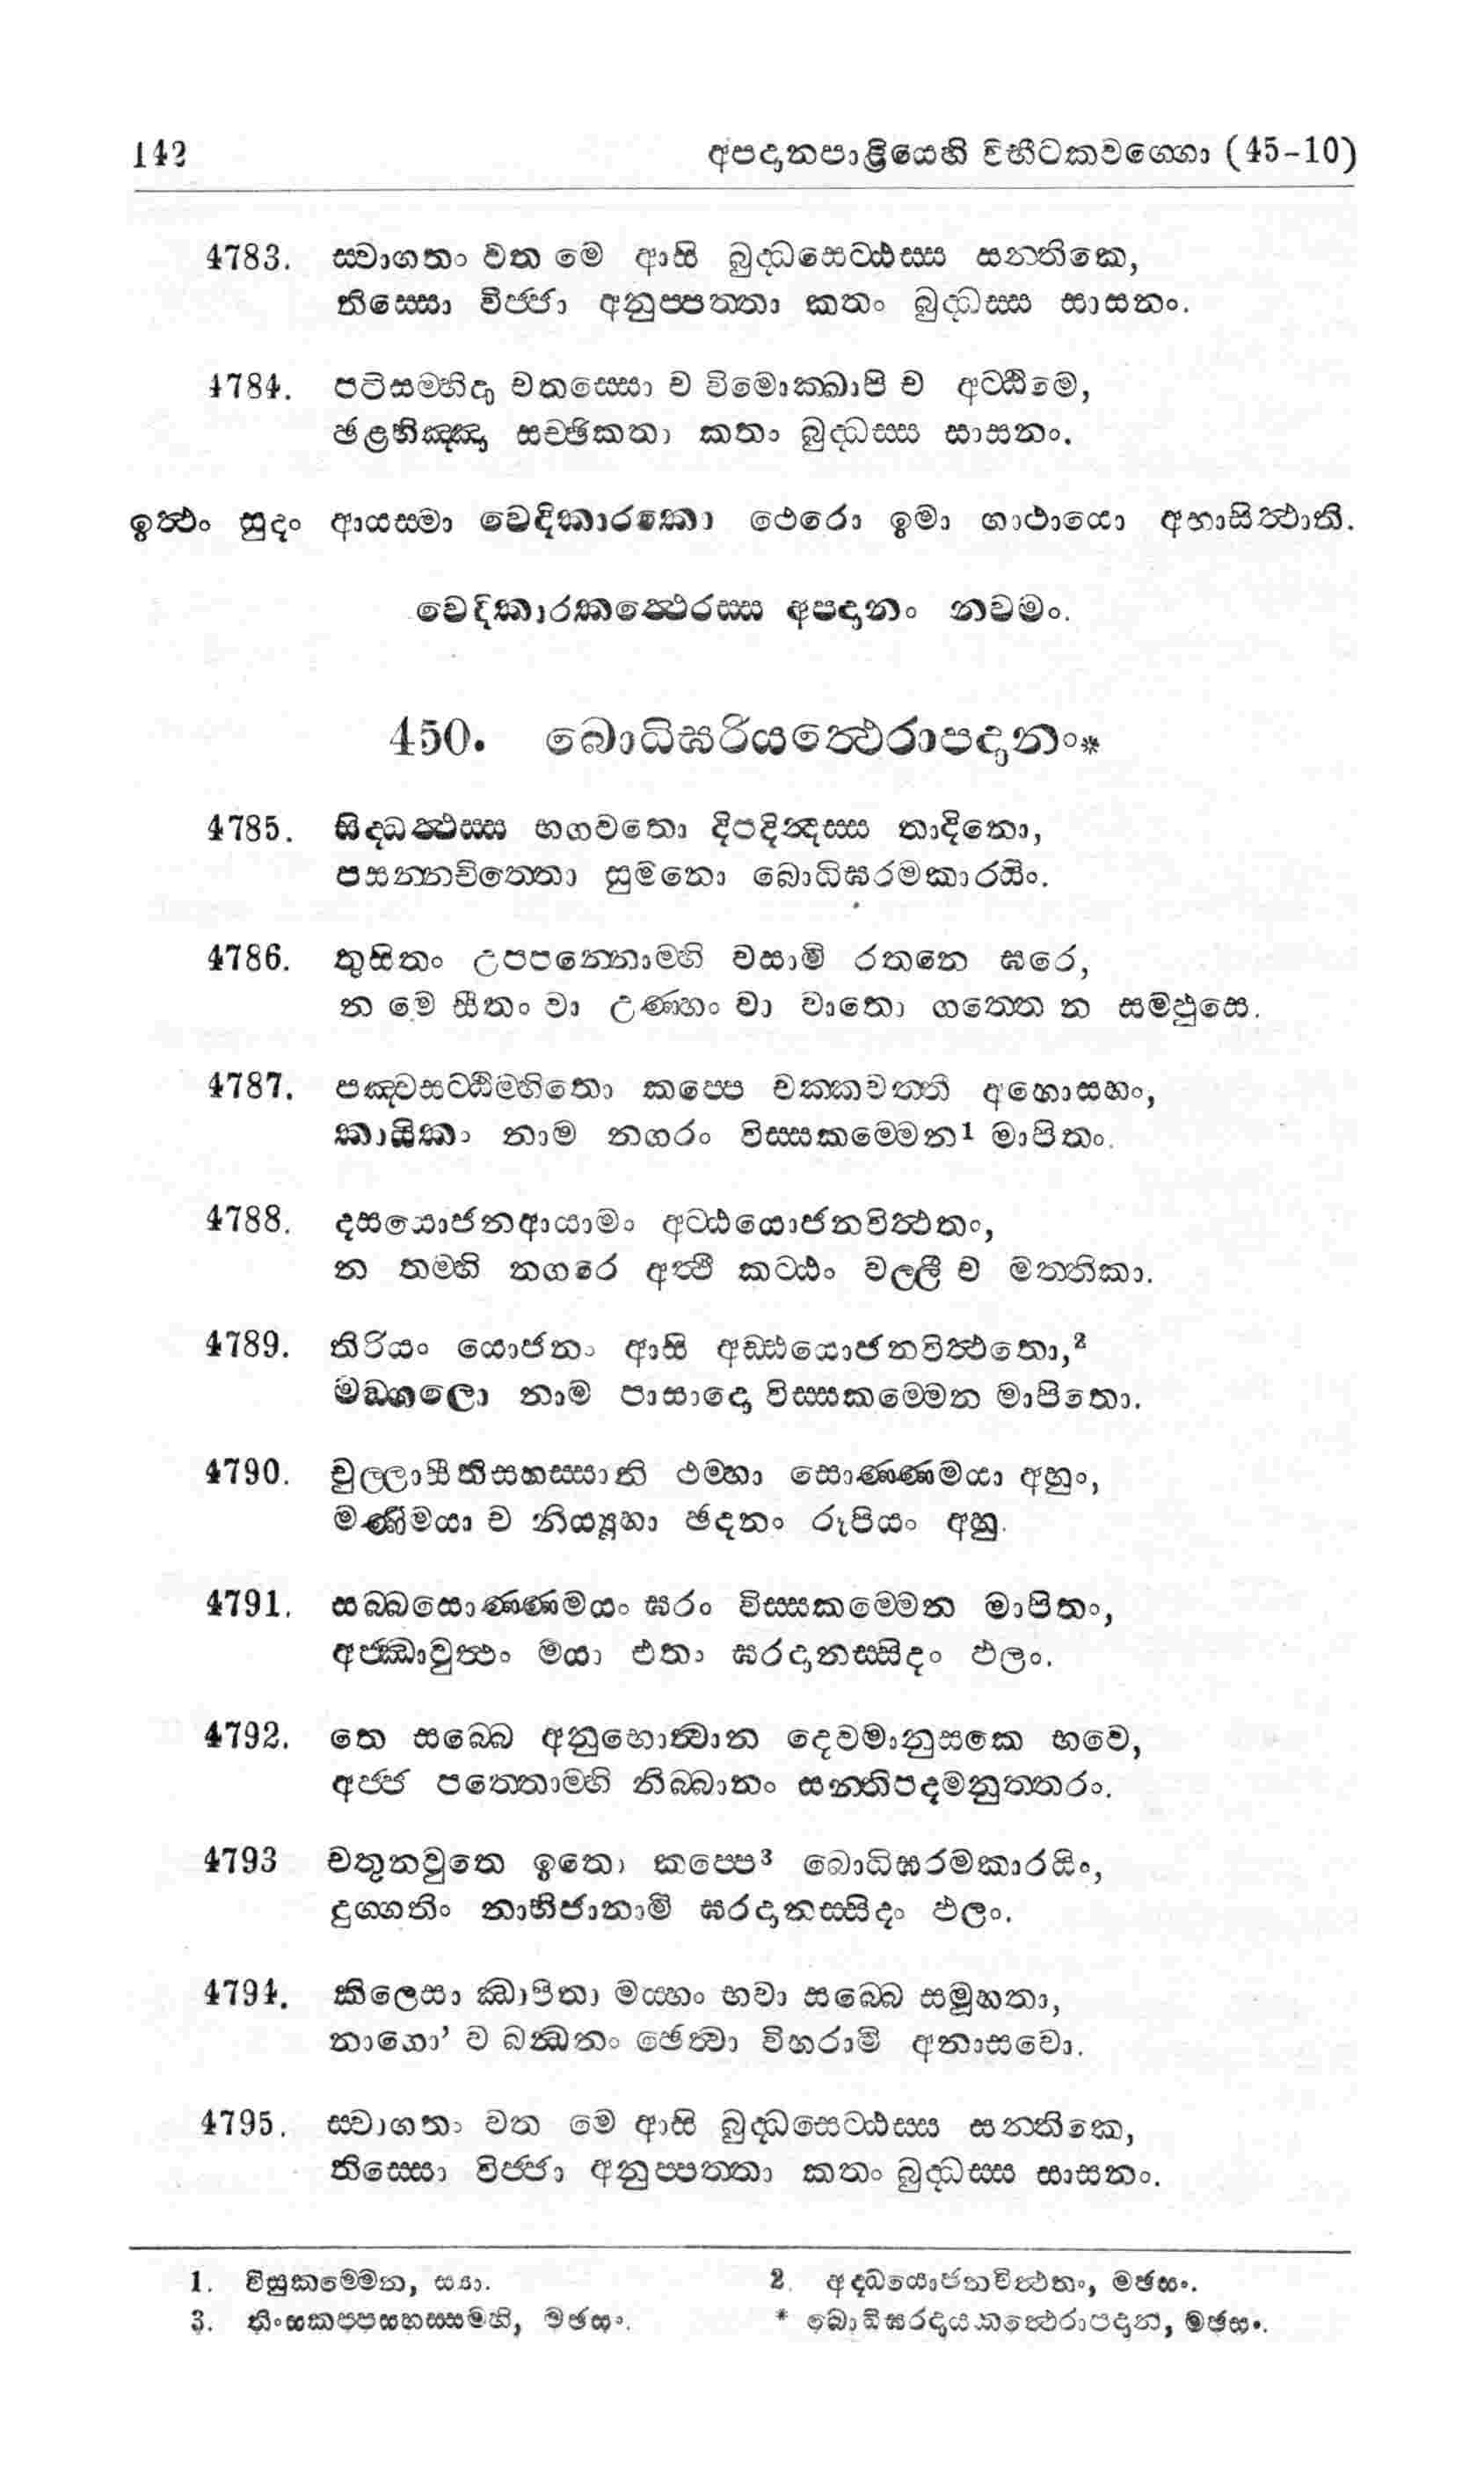 142 අපදානපාළියෙහි විභීටකවග්ගො (45-10)
4783. ස්වාගතං වත මෙ ආසි බුද්ධසෙට්ඨස්ස සන්තිකෙ,
තිස්සො විජ්ජා අනුප්පත්තා කතං බුද්ධස්ස සාසනං.
4784. පටිසම්භිදා චතස්සො ච විමොක්ඛාපි ච අට්ඨිමෙ,
ඡළභිඤ්ඤා සච්ඡිකතා කතං බුද්ධස්ස සාසනං.
ඉත්ථං සුදං ආයස්මා වෙදිකාරකො ථෙරො ඉමා ගාථායො අභාසිත්ථාති.
වෙදිකාරකත්ථෙරස්ස අපදානං නවමං.
450. බොධිඝරියත්ථෙරාපදානං*
4785. සිද්ධත්ථස්ස භගවතො දිපදින්දස්ස තාදිනො,
පසන්නචිත්තො සුමනො බොධිඝරමකාරයිං.
4786. තුසිතං උපපන්නොම්හි වසාමි රතනෙ ඝරෙ,
න මෙ සීතං වා උණ්හං වා වාතො ගත්තෙ න සම්ඵුසෙ.
4787. පඤ්චසට්ඨිම්හිතො කප්පෙ චක්කවත්තී අහොසහං,
කාසිකං නාම නගරං විස්සකම්මෙන1 මාපිතං.
4788. දසයොජනආයාමං අට්ඨයොජනවිත්ථතං,
න තම්හි නගරෙ අත්ථි කට්ඨං වල්ලී ච මත්තිකා.
4789. තිරියං යොජනං ආසි අඩ්ඪයොජනවිත්ථතො,2
මඞ්ගලො නාම පාසාදො විස්සකම්මෙන මාපිතො.
4790. චුල්ලාසීතිසහස්සානි ථම්භා සොණ්ණමයා අහුං,
මණිමයා ච නිය්යූහා ඡදනං රූපියං අහු.
4791. සබ්බසොණ්ණමයං ඝරං විස්සකම්මෙන මාපිතං,
අජ්ඣාවුත්ථං මයා එතං ඝරදානස්සිදං ඵලං.
4792. තෙ සබ්බෙ අනුභොත්වාන දෙවමානුසකෙ භවෙ,
අජ්ජ පත්තොම්හි නිබ්බානං සන්තිපදමනුත්තරං.
4793 චතුනවුතෙ ඉතො කප්පෙ3 බොධිඝරමකාරයිං,
දුග්ගතිං නාභිජානාමි ඝරදානස්සිදං ඵලං.
4794. කිලෙසා ඣාපිතා මය්හං භවා සබ්බෙ සමූහතා,
නාගො’ ව බන්ධනං ඡෙත්වා විහරාමි අනාසවො.
4795. ස්වාගතං වත මෙ ආසි බුද්ධසෙට්ඨස්ස සන්තිකෙ,
තිස්සො විජ්ජා අනුප්පත්තා කතං බුද්ධස්ස සාසනං.
1. විසුකම්මෙන, ස්‍යා. 2. අද්ධයොජනවිත්ථතං, මඡසං.
3. තිංසකප්පසහස්සම්හි, මඡසං. * බොධිඝරදායකත්ථෙරාපදාන, මඡසං.